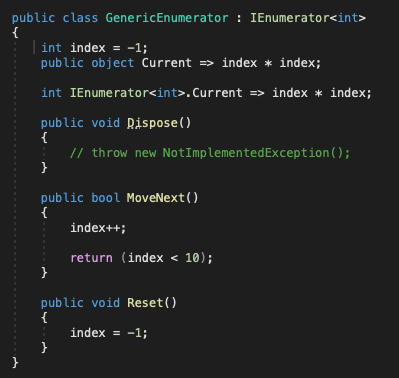 public class GenericEnumerator : IEnumerator<int>
{
    int index = -1;
    public object Current => index * index;

    int IEnumerator<int>.Current => index * index;

    public void Dispose()
    {
        // throw new NotImplementedException();
    }

    public bool MoveNext()
    {
        index++;

        return (index < 10);
    }

    public void Reset()
    {
        index = -1;
    }
}